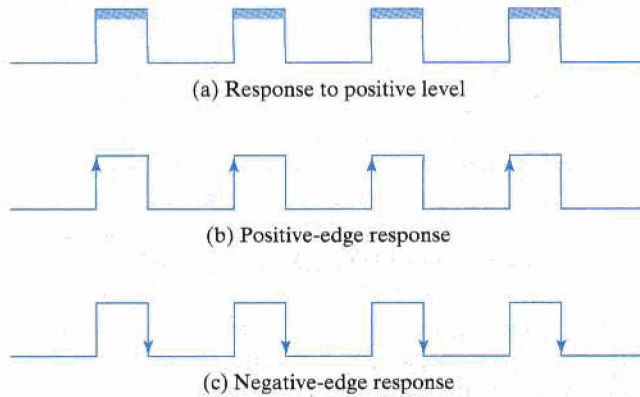 (a) Response to positive level
(b) Positive-edge response
(c) Negative-edge response